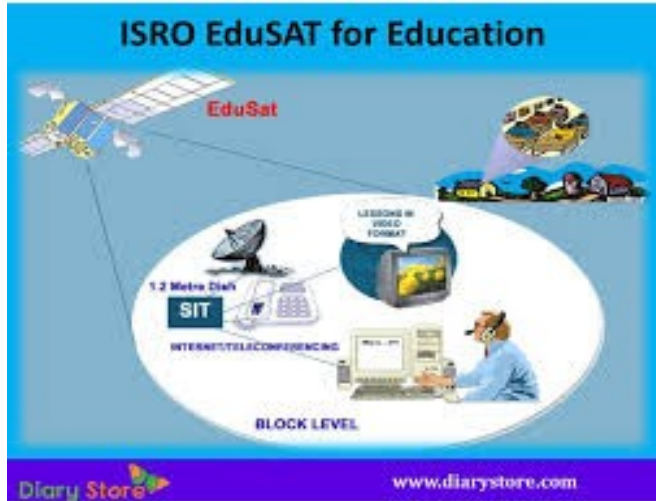 ISRO EduSAT for Education
EduSat
LESSONS IN
VIDEO
FORMAT
1.2 Metre Dish
SIT
INTERNET/TELECONFERENCING
BLOCK LEVEL
Diary Store
www.diarystore.com